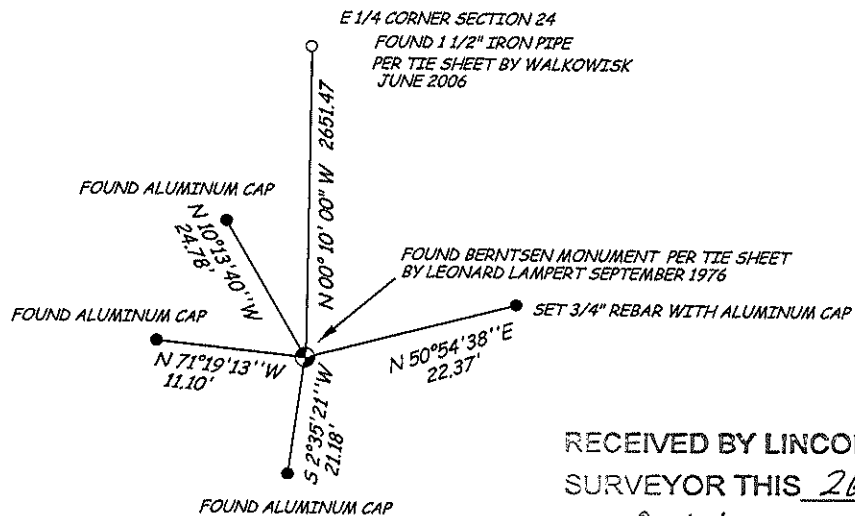 E 1/4 CORNER SECTION 24
FOUND 1 1/2" IRON PIPE
PER TIE SHEET BY WALKOWISK
JUNE 2006
N 00° 10' 00" W 2651.47
FOUND ALUMINUM CAP
N 10°13'40"W
24.78'
FOUND BERNTSEN MONUMENT PER TIE SHEET
BY LEONARD LAMPERT SEPTEMBER 1976
FOUND ALUMINUM CAP
SET 3/4" REBAR WITH ALUMINUM CAP
N 71°19'13''W
11.10'
N 50°54'38''E
22.37'
S 2°35'21''W
21.18'
FOUND ALUMINUM CAP
RECEIVED BY LINCOL
SURVEYOR THIS